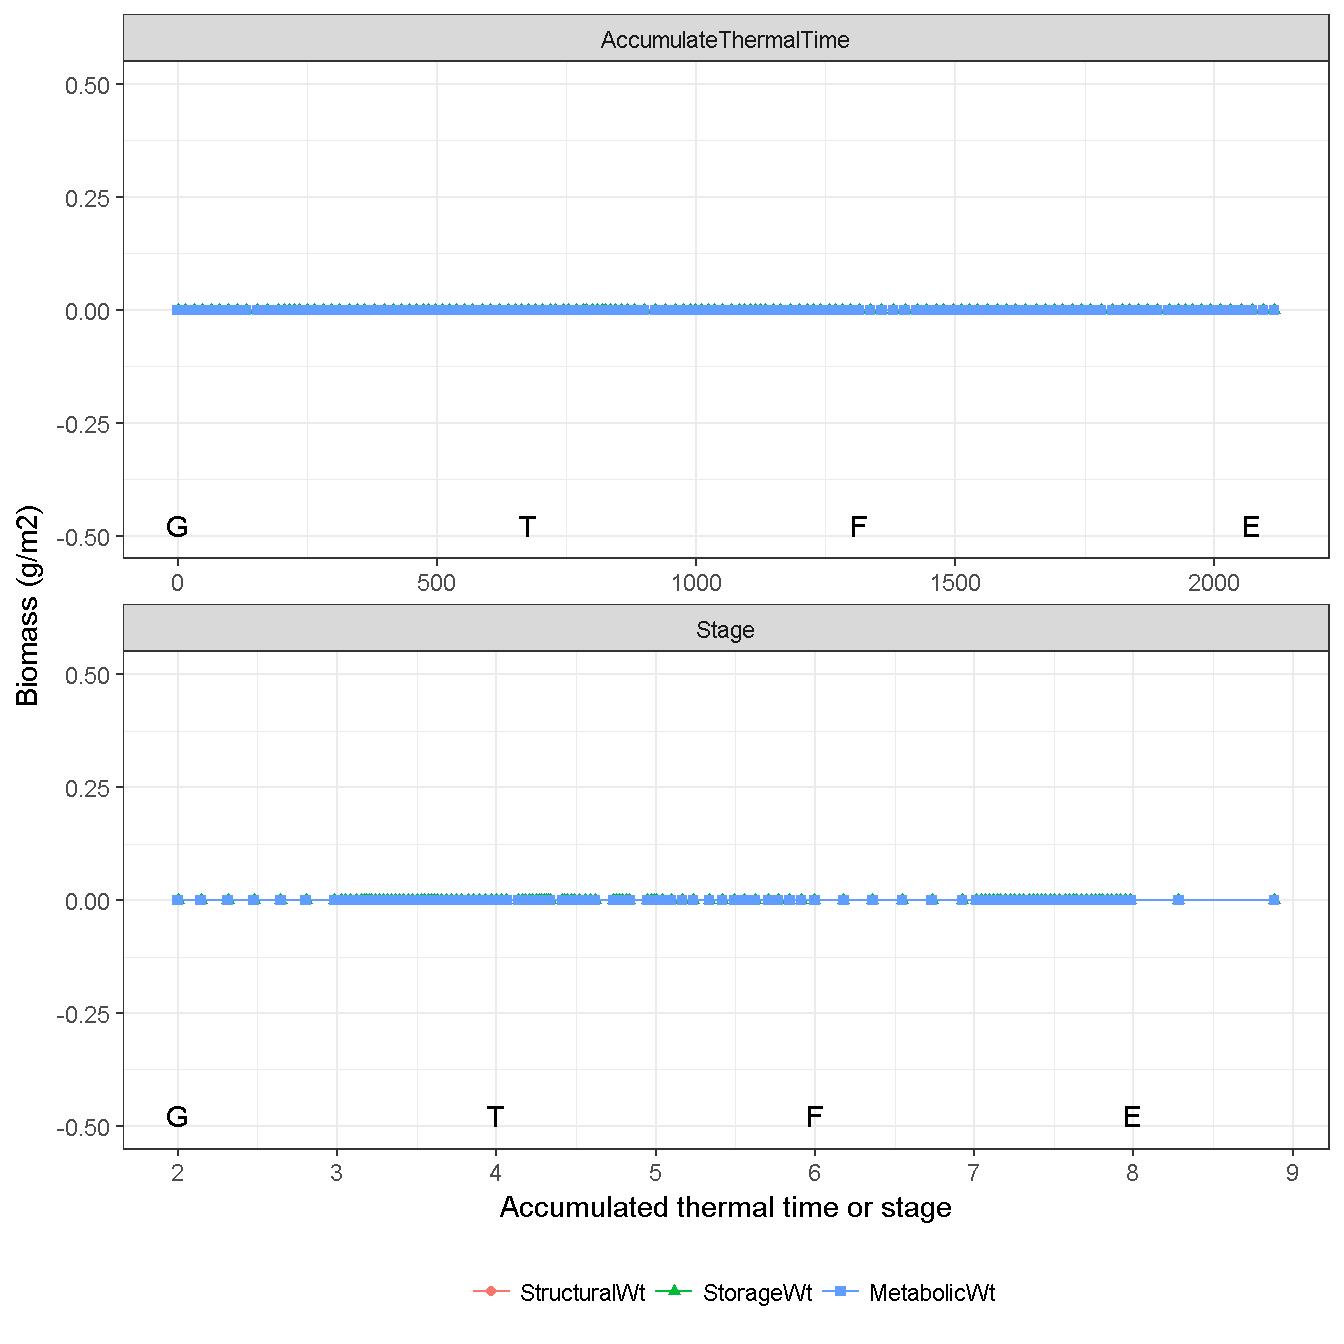 AccumulateThermalTime
0.50
0.25
0.00
-0.25
-0.50
G T F E
0 500 1000 1500 2000
Biomass (g/m2)
Stage
0.50
0.25
0.00
-0.25
-0.50
G T F E
2 3 4 5 6 7 8 9
Accumulated thermal time or stage
StructuralWt StorageWt MetabolicWt